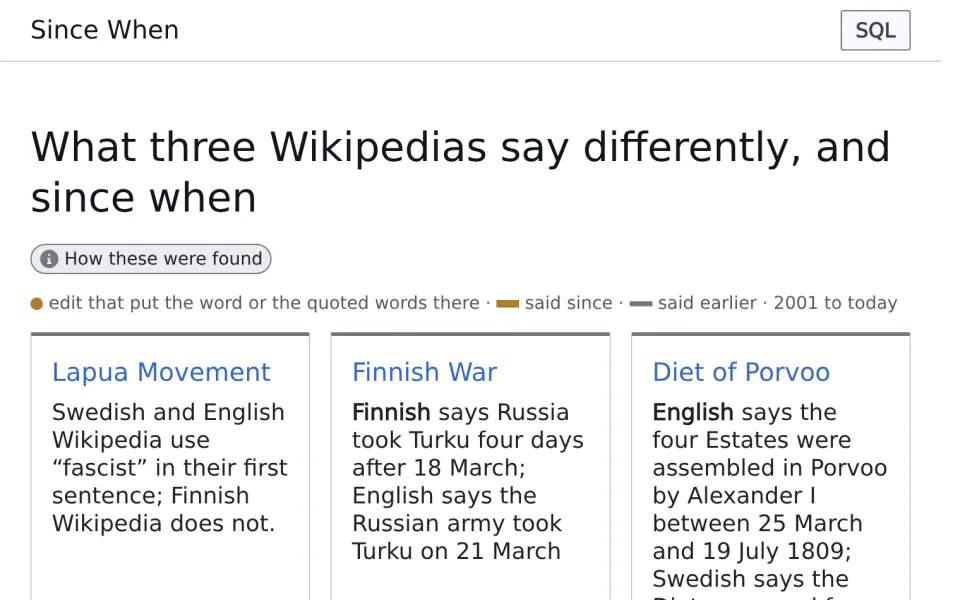 Since When
SQL
What three Wikipedias say differently, and
since when
How these were found
edit that put the word or the quoted words there · said since · said earlier · 2001 to today
Lapua Movement
Swedish and English
Wikipedia use
“fascist” in their first
sentence; Finnish
Wikipedia does not.
Finnish War
Finnish says Russia
took Turku four days
after 18 March;
English says the
Russian army took
Turku on 21 March
Diet of Porvoo
English says the
four Estates were
assembled in Porvoo
by Alexander I
between 25 March
and 19 July 1809;
Swedish says the